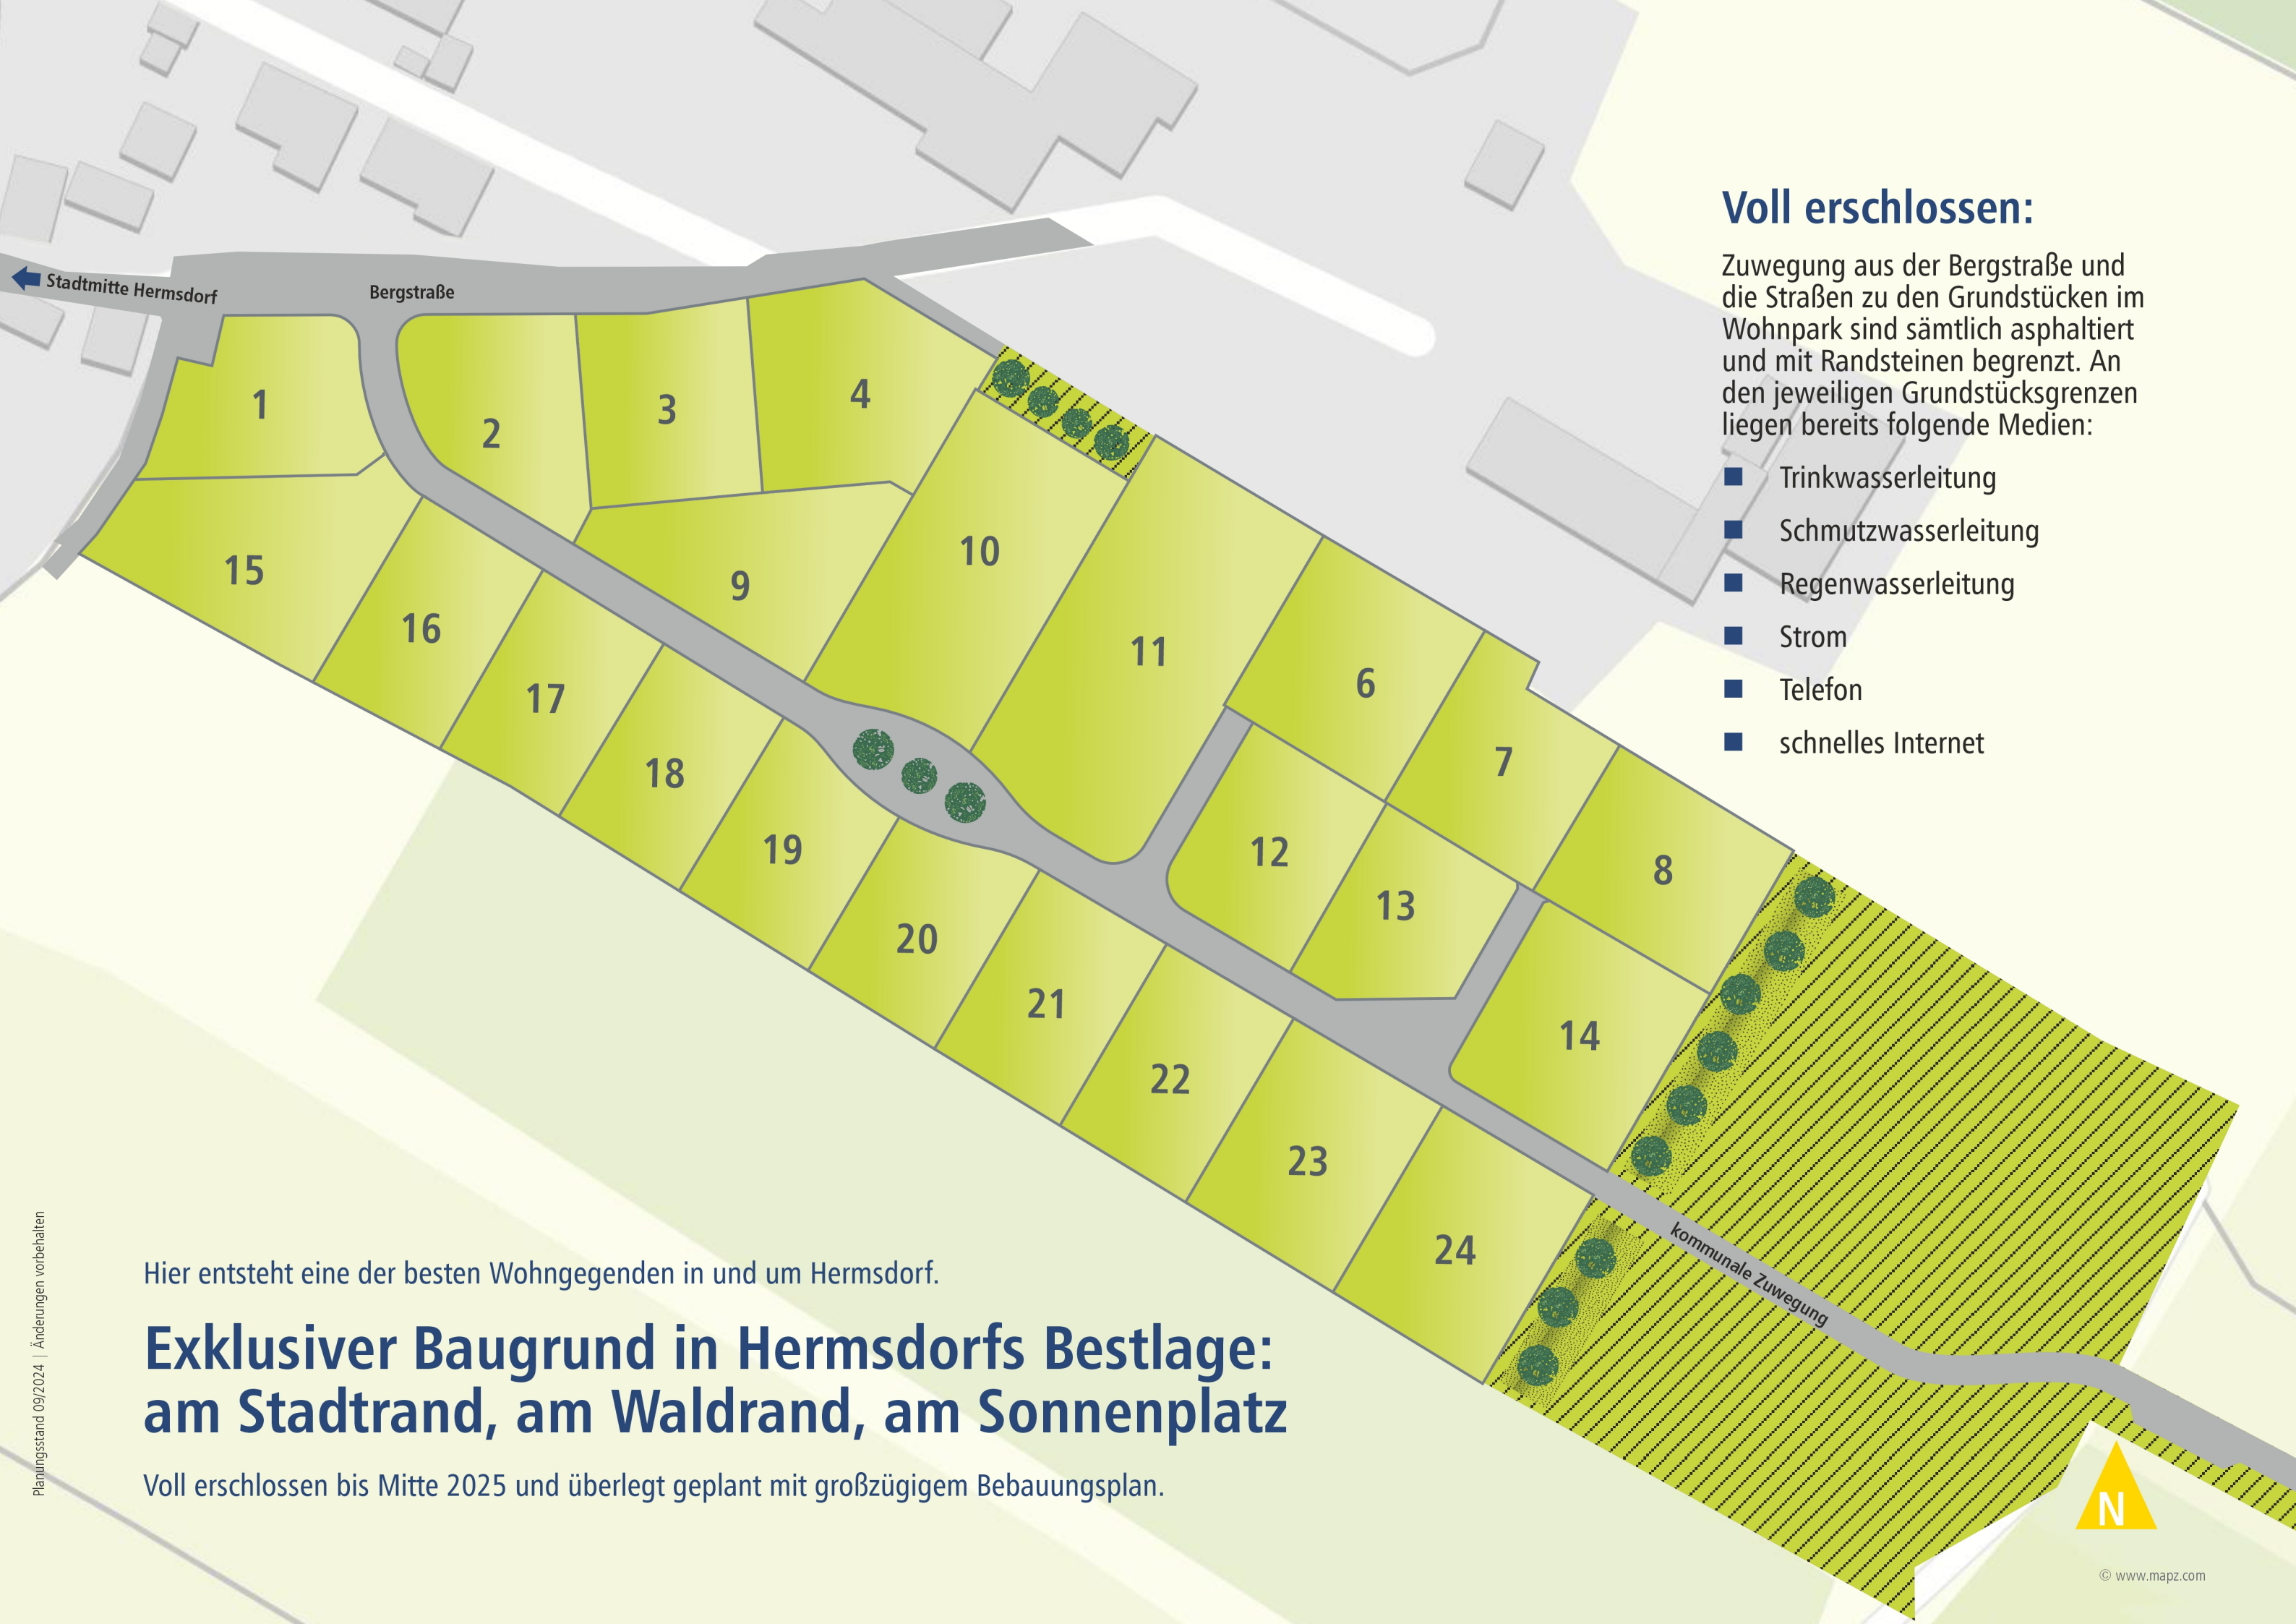 Stadtmitte Hermsdorf
Bergstraße
1
2
3
4
15
16
17
18
19
9
10
11
6
7
8
12
13
14
20
21
22
23
24
kommunale Zuwegung
Voll erschlossen:
Zuwegung aus der Bergstraße und
die Straßen zu den Grundstücken im
Wohnpark sind sämtlich asphaltiert
und mit Randsteinen begrenzt. An
den jeweiligen Grundstücksgrenzen
liegen bereits folgende Medien:
Trinkwasserleitung
Schmutzwasserleitung
Regenwasserleitung
Strom
Telefon
schnelles Internet
Hier entsteht eine der besten Wohngegenden in und um Hermsdorf.
Exklusiver Baugrund in Hermsdorfs Bestlage:
am Stadtrand, am Waldrand, am Sonnenplatz
Voll erschlossen bis Mitte 2025 und überlegt geplant mit großzügigem Bebauungsplan.
Planungsstand 09/2024 | Änderungen vorbehalten
N
© www.mapz.com